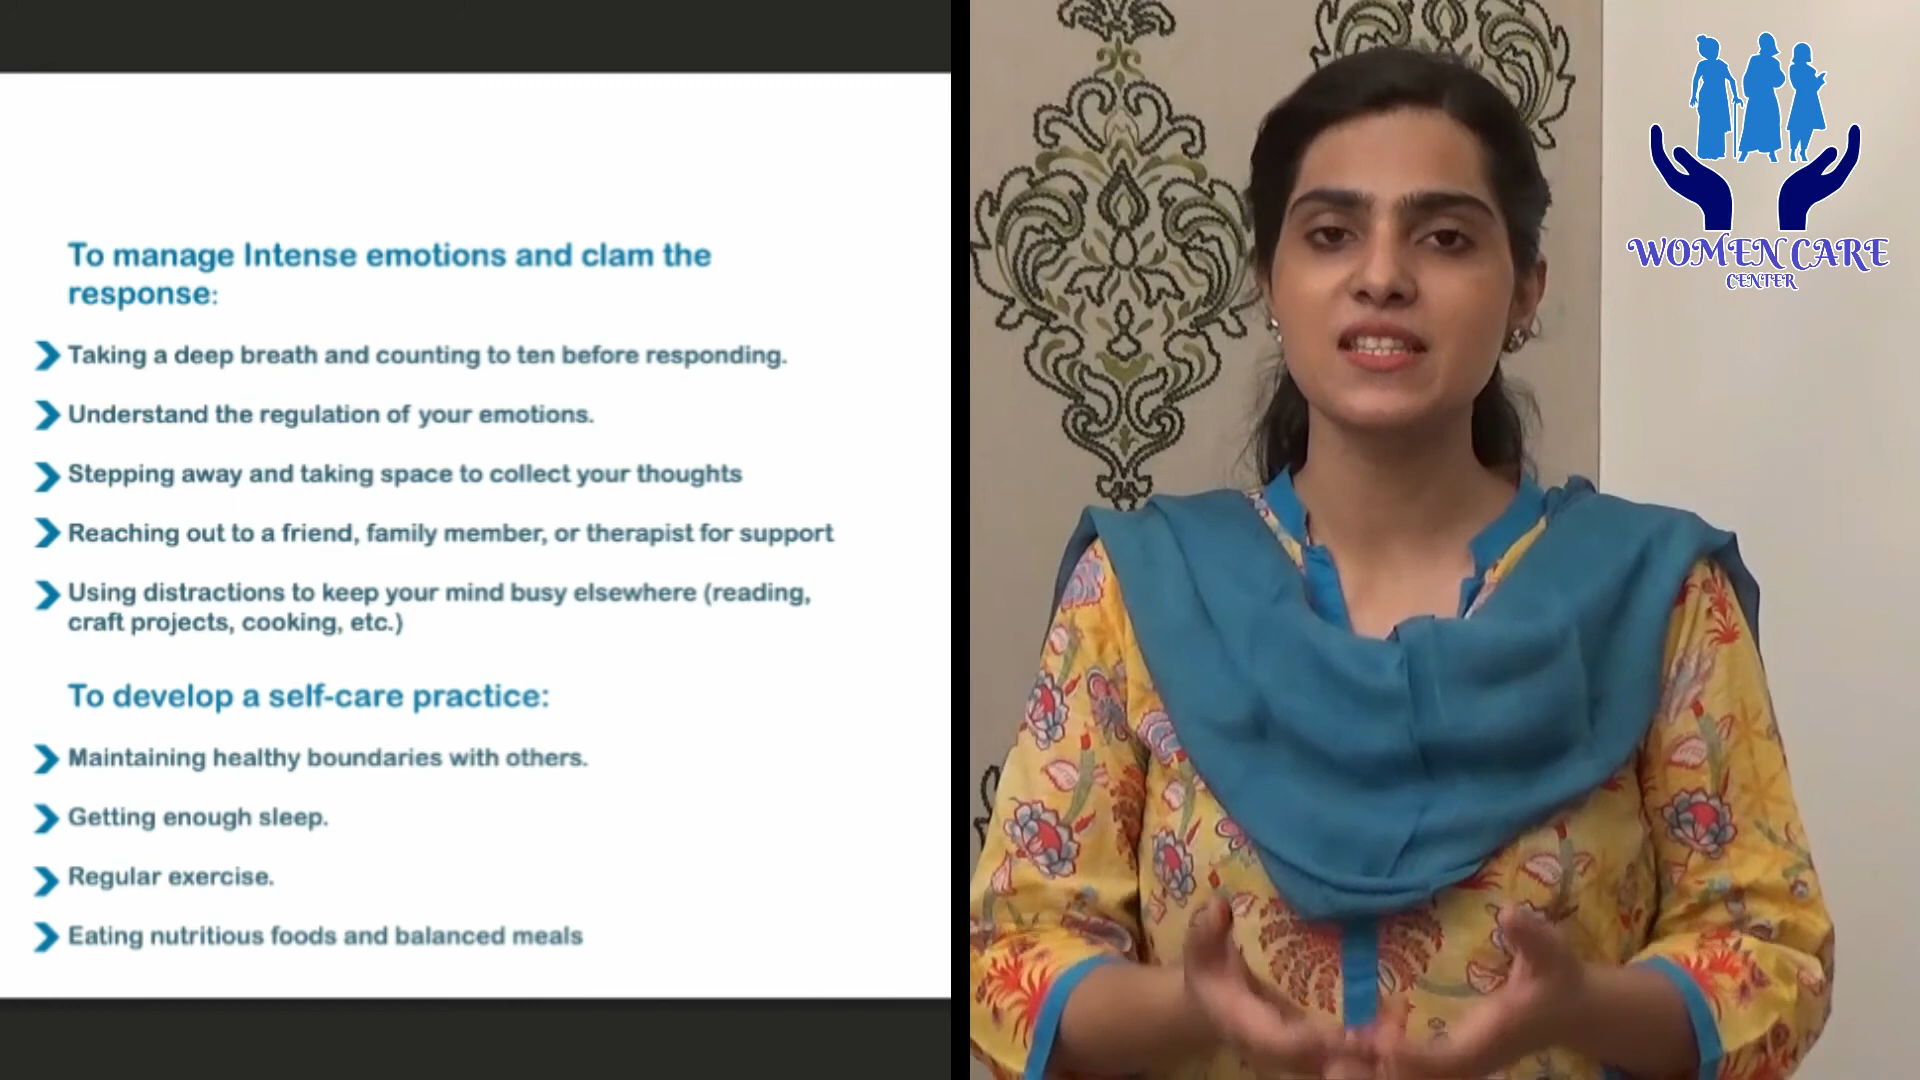 To manage Intense emotions and clam the
response:
Taking a deep breath and counting to ten before responding.
Understand the regulation of your emotions.
Stepping away and taking space to collect your thoughts
Reaching out to a friend, family member, or therapist for support
Using distractions to keep your mind busy elsewhere (reading,
craft projects, cooking, etc.)
To develop a self-care practice:
Maintaining healthy boundaries with others.
Getting enough sleep.
Regular exercise.
Eating nutritious foods and balanced meals
WOMEN CARE
CENTER